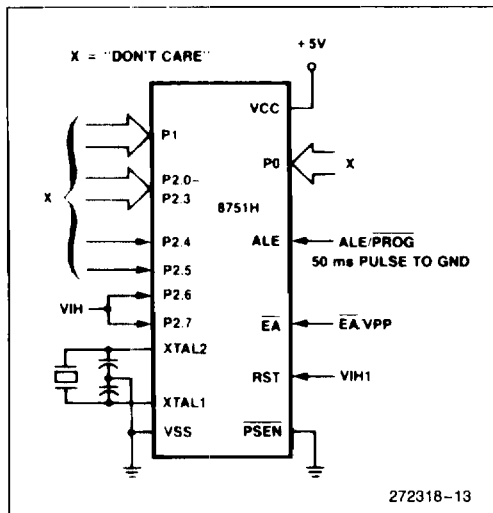 X = "DON'T CARE"
+5V
VCC
P1
X
P2.0–
P2.3
P0
X
8751H
P2.4
ALE
ALE/PROG
50 ms PULSE TO GND
P2.5
VIH
P2.6
P2.7
EA
EA/VPP
XTAL2
RST
VIH1
XTAL1
VSS
PSEN
272318-13